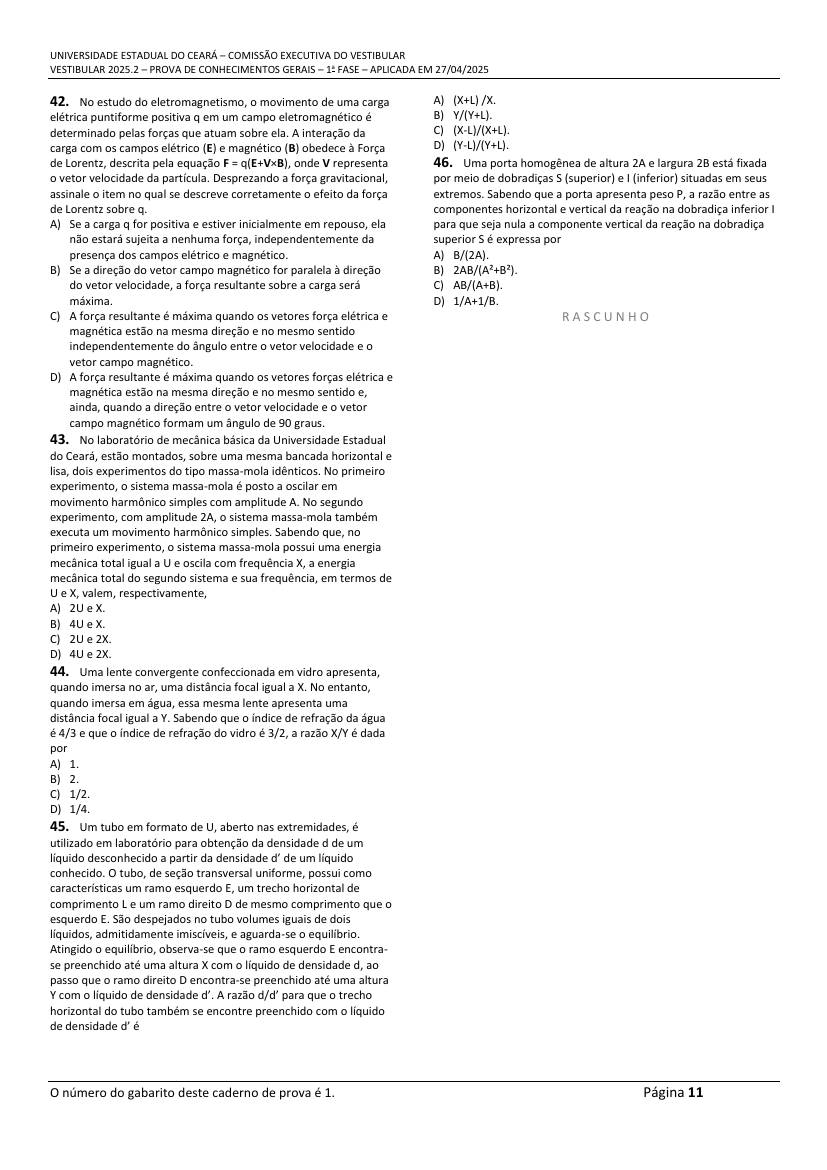 UNIVERSIDADE ESTADUAL DO CEARÁ – COMISSÃO EXECUTIVA DO VESTIBULAR
VESTIBULAR 2025.2 – PROVA DE CONHECIMENTOS GERAIS – 1ª FASE – APLICADA EM 27/04/2025
42. No estudo do eletromagnetismo, o movimento de uma carga
elétrica puntiforme positiva q em um campo eletromagnético é
determinado pelas forças que atuam sobre ela. A interação da
carga com os campos elétrico (E) e magnético (B) obedece à Força
de Lorentz, descrita pela equação F = q(E+V×B), onde V representa
o vetor velocidade da partícula. Desprezando a força gravitacional,
assinale o item no qual se descreve corretamente o efeito da força
de Lorentz sobre q.
A) Se a carga q for positiva e estiver inicialmente em repouso, ela
não estará sujeita a nenhuma força, independentemente da
presença dos campos elétrico e magnético.
B) Se a direção do vetor campo magnético for paralela à direção
do vetor velocidade, a força resultante sobre a carga será
máxima.
C) A força resultante é máxima quando os vetores força elétrica e
magnética estão na mesma direção e no mesmo sentido
independentemente do ângulo entre o vetor velocidade e o
vetor campo magnético.
D) A força resultante é máxima quando os vetores forças elétrica e
magnética estão na mesma direção e no mesmo sentido e,
ainda, quando a direção entre o vetor velocidade e o vetor
campo magnético formam um ângulo de 90 graus.
43. No laboratório de mecânica básica da Universidade Estadual
do Ceará, estão montados, sobre uma mesma bancada horizontal e
lisa, dois experimentos do tipo massa-mola idênticos. No primeiro
experimento, o sistema massa-mola é posto a oscilar em
movimento harmônico simples com amplitude A. No segundo
experimento, com amplitude 2A, o sistema massa-mola também
executa um movimento harmônico simples. Sabendo que, no
primeiro experimento, o sistema massa-mola possui uma energia
mecânica total igual a U e oscila com frequência X, a energia
mecânica total do segundo sistema e sua frequência, em termos de
U e X, valem, respectivamente,
A) 2U e X.
B) 4U e X.
C) 2U e 2X.
D) 4U e 2X.
44. Uma lente convergente confeccionada em vidro apresenta,
quando imersa no ar, uma distância focal igual a X. No entanto,
quando imersa em água, essa mesma lente apresenta uma
distância focal igual a Y. Sabendo que o índice de refração da água
é 4/3 e que o índice de refração do vidro é 3/2, a razão X/Y é dada
por
A) 1.
B) 2.
C) 1/2.
D) 1/4.
45. Um tubo em formato de U, aberto nas extremidades, é
utilizado em laboratório para obtenção da densidade d de um
líquido desconhecido a partir da densidade d’ de um líquido
conhecido. O tubo, de seção transversal uniforme, possui como
características um ramo esquerdo E, um trecho horizontal de
comprimento L e um ramo direito D de mesmo comprimento que o
esquerdo E. São despejados no tubo volumes iguais de dois
líquidos, admitidamente imiscíveis, e aguarda-se o equilíbrio.
Atingido o equilíbrio, observa-se que o ramo esquerdo E encontra-
se preenchido até uma altura X com o líquido de densidade d, ao
passo que o ramo direito D encontra-se preenchido até uma altura
Y com o líquido de densidade d’. A razão d/d’ para que o trecho
horizontal do tubo também se encontre preenchido com o líquido
de densidade d’ é
A) (X+L) /X.
B) Y/(Y+L).
C) (X-L)/(X+L).
D) (Y-L)/(Y+L).
46. Uma porta homogênea de altura 2A e largura 2B está fixada
por meio de dobradiças S (superior) e I (inferior) situadas em seus
extremos. Sabendo que a porta apresenta peso P, a razão entre as
componentes horizontal e vertical da reação na dobradiça inferior I
para que seja nula a componente vertical da reação na dobradiça
superior S é expressa por
A) B/(2A).
B) 2AB/(A²+B²).
C) AB/(A+B).
D) 1/A+1/B.
R A S C U N H O
O número do gabarito deste caderno de prova é 1.
Página 11